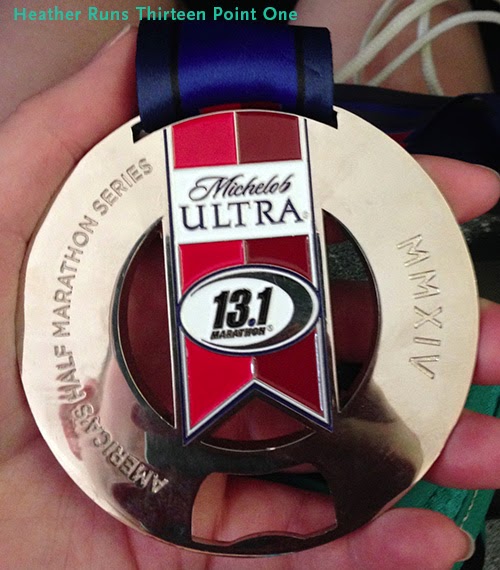 Heather Runs Thirteen Point One
Michelob
ULTRA
13.1
MARATHON®
AMERICA'S HALF MARATHON SERIES
MMXIV